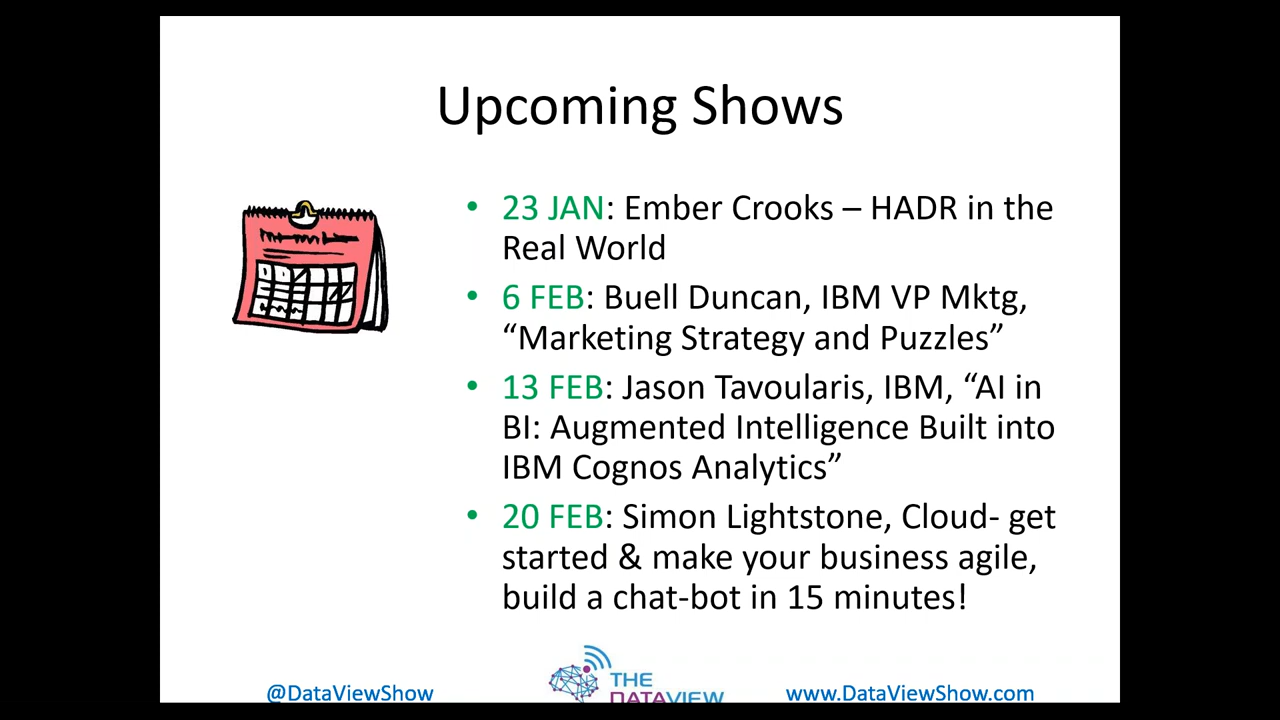 Upcoming Shows
• 23 JAN: Ember Crooks – HADR in the
Real World
• 6 FEB: Buell Duncan, IBM VP Mktg,
“Marketing Strategy and Puzzles”
• 13 FEB: Jason Tavoularis, IBM, “AI in
BI: Augmented Intelligence Built into
IBM Cognos Analytics”
• 20 FEB: Simon Lightstone, Cloud- get
started & make your business agile,
build a chat-bot in 15 minutes!
@DataViewShow
THE
DATAVIEW
www.DataViewShow.com